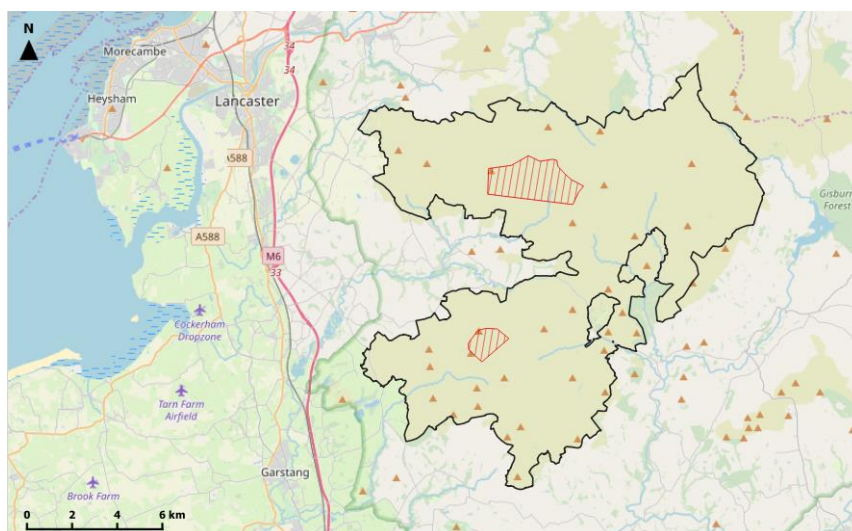 N
Morecambe
34
34
Heysham
Lancaster
A588
A588
M6
33
Gisburn
Forest
Cockerham
Dropzone
Tarn Farm
Airfield
Garstang
Brook Farm
0 2 4 6 km